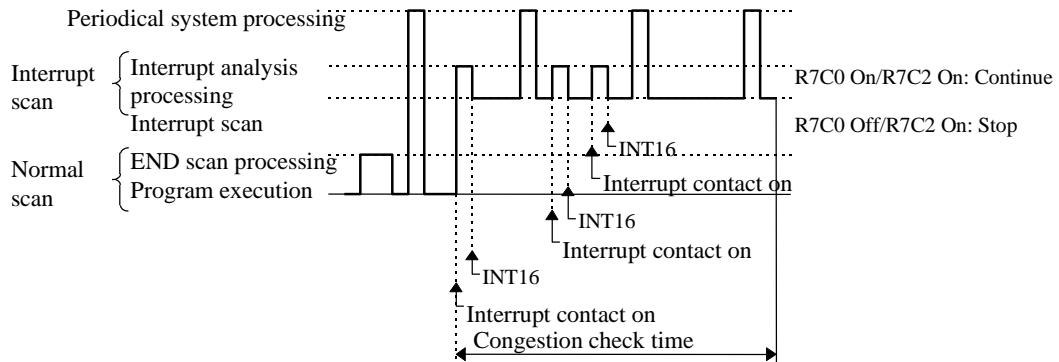 Periodical system processing
Interrupt scan
Interrupt analysis processing
Interrupt scan
R7C0 On/R7C2 On: Continue
R7C0 Off/R7C2 On: Stop
Normal scan
END scan processing
Program execution
INT16
Interrupt contact on
INT16
Interrupt contact on
INT16
Interrupt contact on
Congestion check time